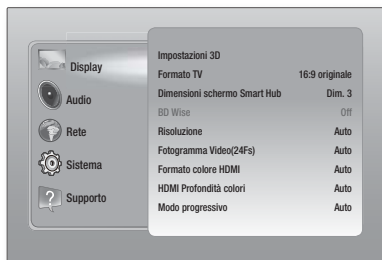 Display
Audio
Rete
Sistema
Supporto
Impostazioni 3D
Formato TV 16:9 originale
Dimensioni schermo Smart Hub Dim. 3
BD Wise Off
Risoluzione Auto
Fotogramma Video(24Fs) Auto
Formato colore HDMI Auto
HDMI Profondità colori Auto
Modo progressivo Auto